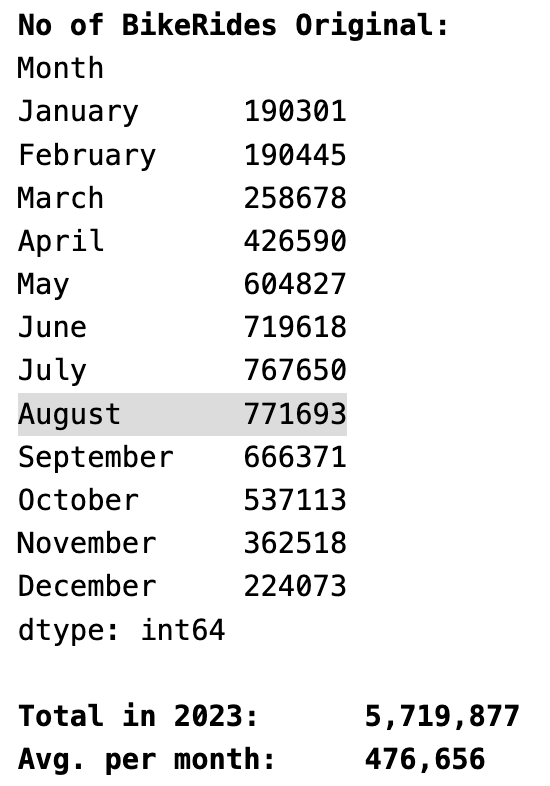 No of BikeRides Original:
Month
January      190301
February     190445
March        258678
April        426590
May          604827
June         719618
July         767650
August       771693
September    666371
October      537113
November     362518
December     224073
dtype: int64
Total in 2023:      5,719,877
Avg. per month:     476,656